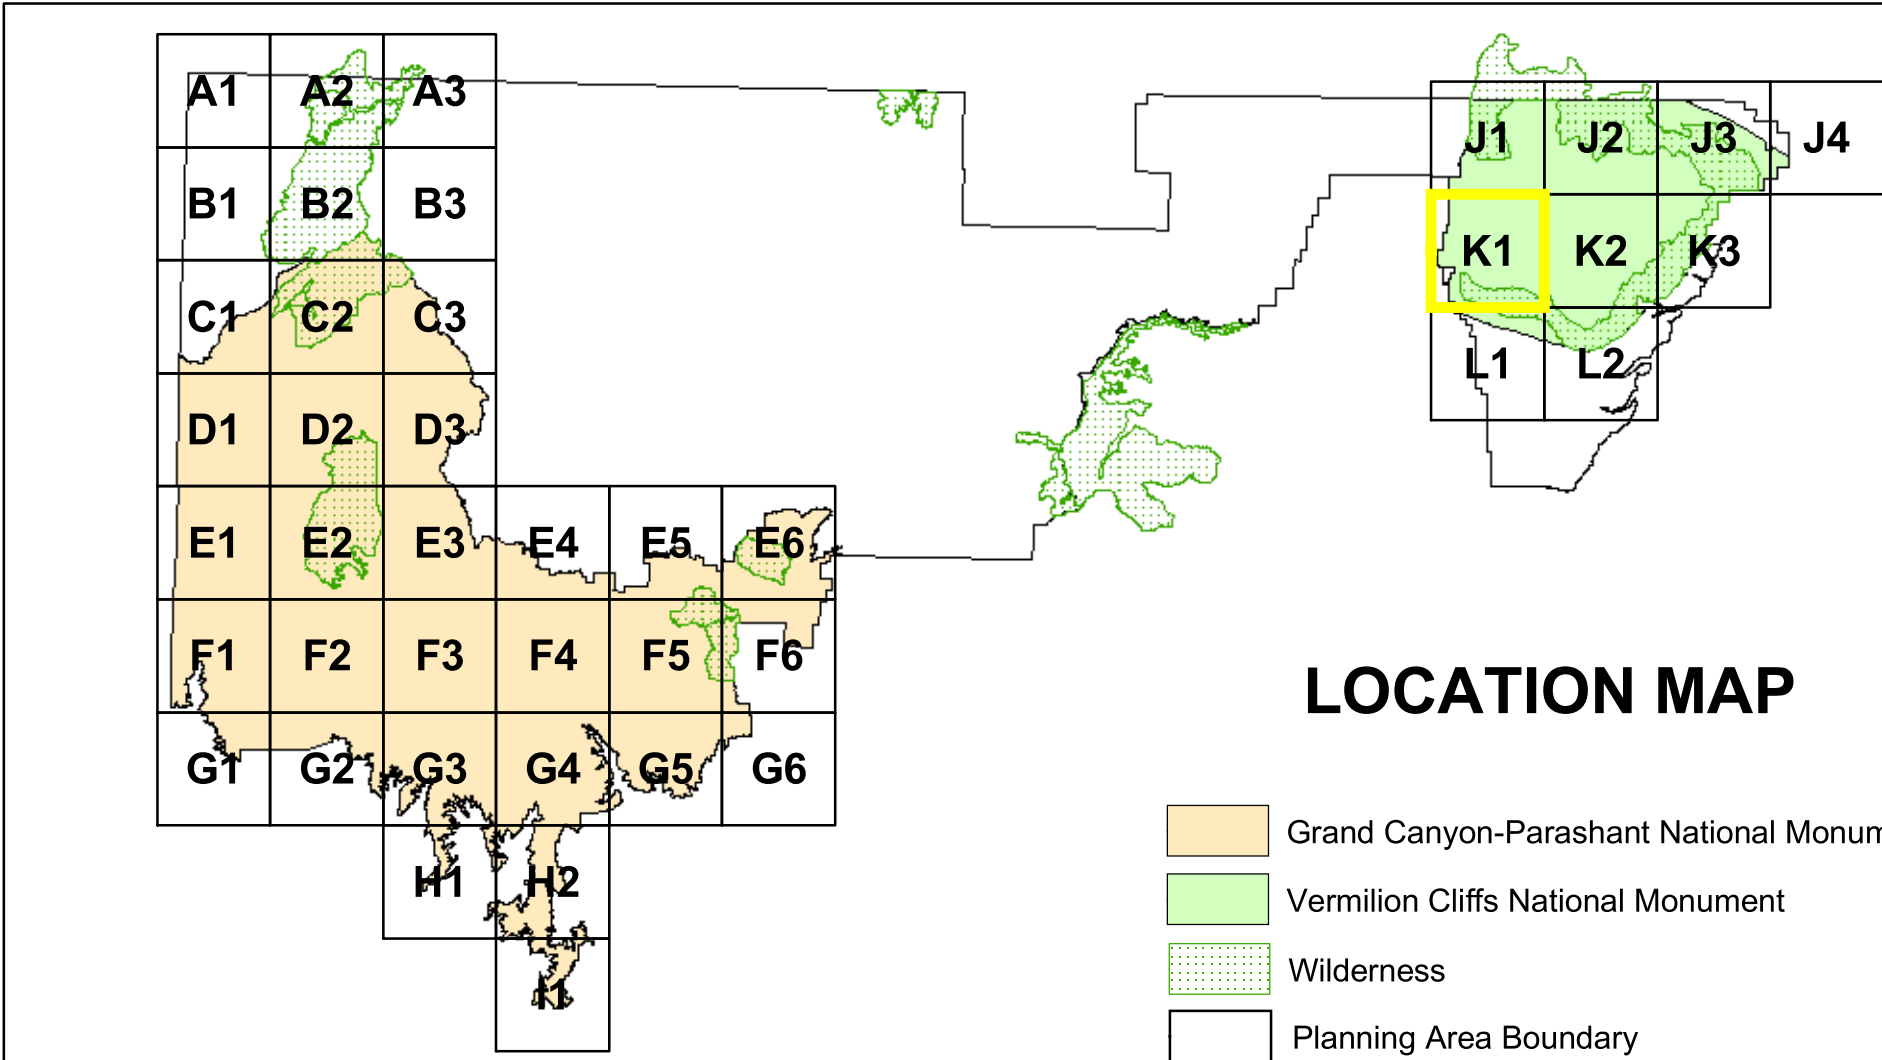 A1 A2 A3
J1 J2 J3 J4
B1 B2 B3
K1 K2 K3
C1 C2 C3
L1 L2
D1 D2 D3
E1 E2 E3 E4 E5 E6
F1 F2 F3 F4 F5 F6
LOCATION MAP
G1 G2 G3 G4 G5 G6
Grand Canyon-Parashant National Monum
H1 H2
Vermilion Cliffs National Monument
Wilderness
I1
Planning Area Boundary